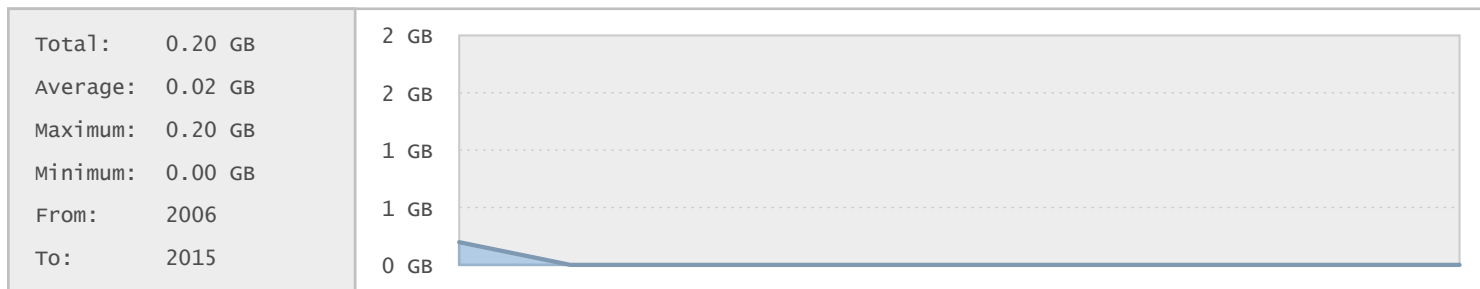 Total: 0.20 GB
Average: 0.02 GB
Maximum: 0.20 GB
Minimum: 0.00 GB
From: 2006
To: 2015
2 GB
2 GB
1 GB
1 GB
0 GB